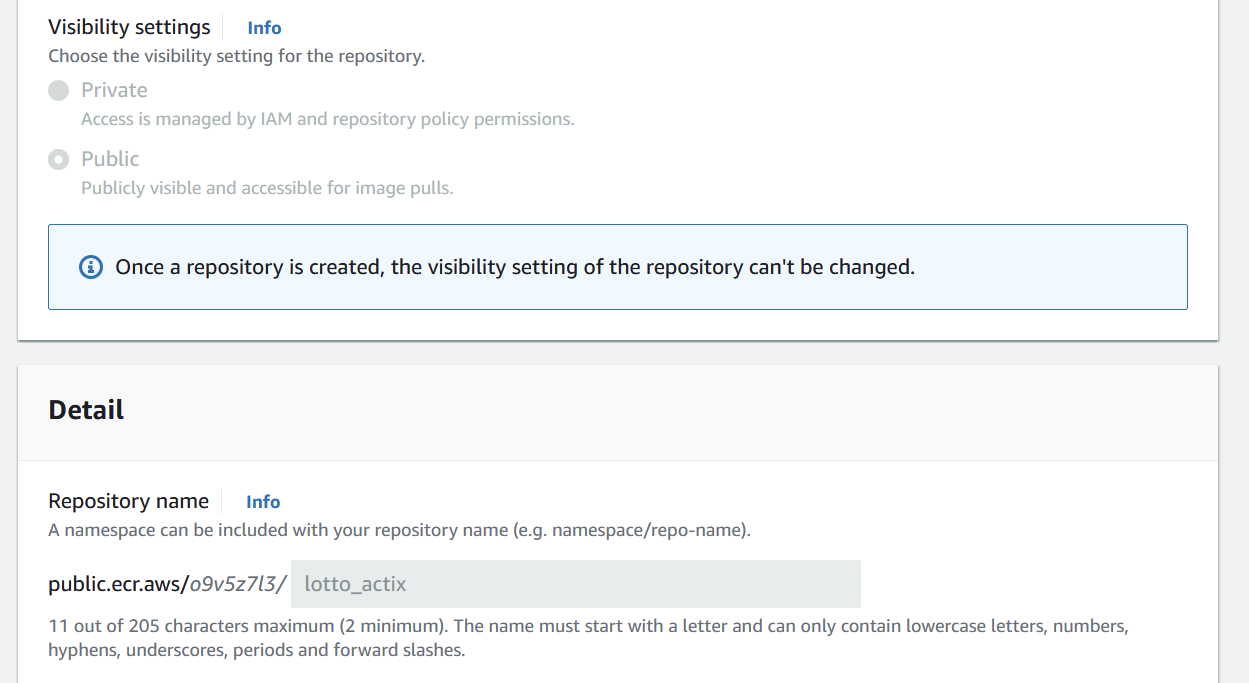 Visibility settings Info
Choose the visibility setting for the repository.
Private
Access is managed by IAM and repository policy permissions.
Public
Publicly visible and accessible for image pulls.
Once a repository is created, the visibility setting of the repository can't be changed.
Detail
Repository name Info
A namespace can be included with your repository name (e.g. namespace/repo-name).
public.ecr.aws/o9v5z7l3/ lotto_actix
11 out of 205 characters maximum (2 minimum). The name must start with a letter and can only contain lowercase letters, numbers,
hyphens, underscores, periods and forward slashes.